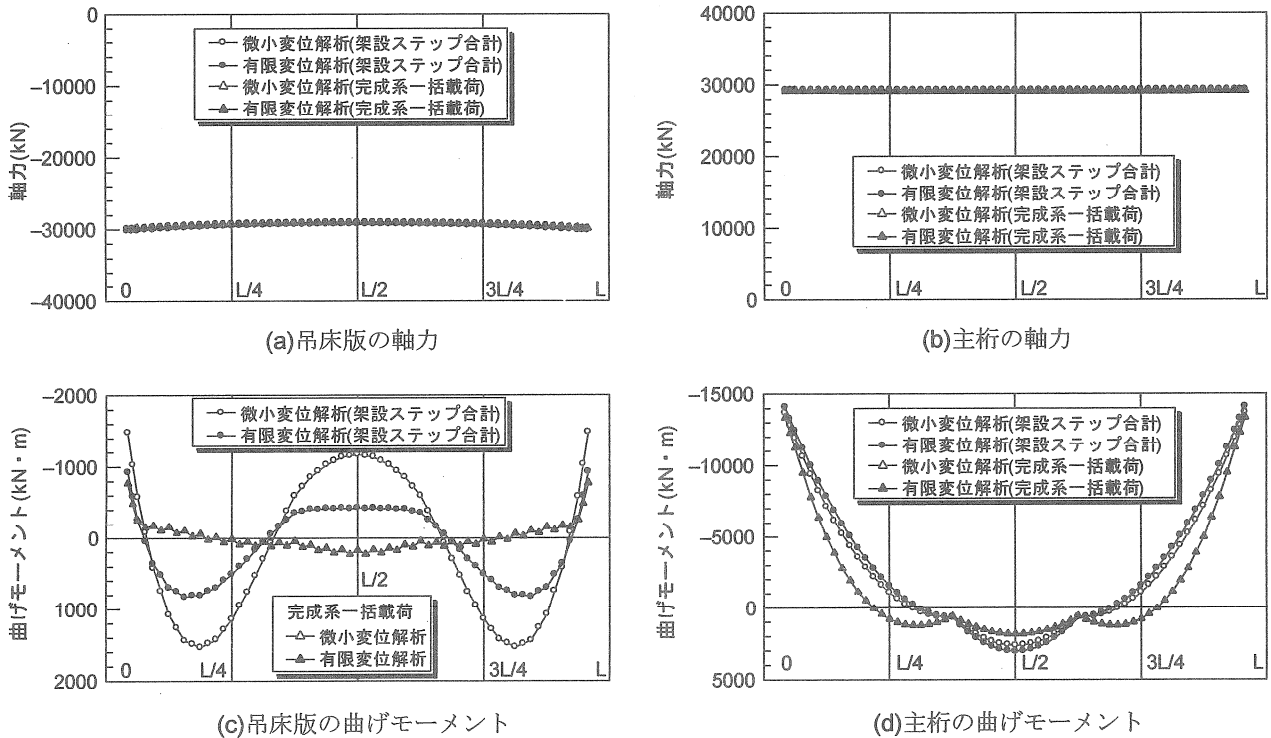 0
–10000
–20000
–30000
–40000
軸力(kN)
微小変位解析(架設ステップ合計)
有限変位解析(架設ステップ合計)
微小変位解析(完成系一括載荷)
有限変位解析(完成系一括載荷)
0 L/4 L/2 3L/4 L
(a)吊床版の軸力
40000
30000
20000
10000
0
軸力(kN)
微小変位解析(架設ステップ合計)
有限変位解析(架設ステップ合計)
微小変位解析(完成系一括載荷)
有限変位解析(完成系一括載荷)
0 L/4 L/2 3L/4 L
(b)主桁の軸力
–2000
–1000
0
1000
2000
曲げモーメント(kN・m)
微小変位解析(架設ステップ合計)
有限変位解析(架設ステップ合計)
L/2
完成系一括載荷
微小変位解析
有限変位解析
0 L/4 3L/4 L
(c)吊床版の曲げモーメント
–15000
–10000
–5000
0
5000
曲げモーメント(kN・m)
微小変位解析(架設ステップ合計)
有限変位解析(架設ステップ合計)
微小変位解析(完成系一括載荷)
有限変位解析(完成系一括載荷)
0 L/4 L/2 3L/4 L
(d)主桁の曲げモーメント